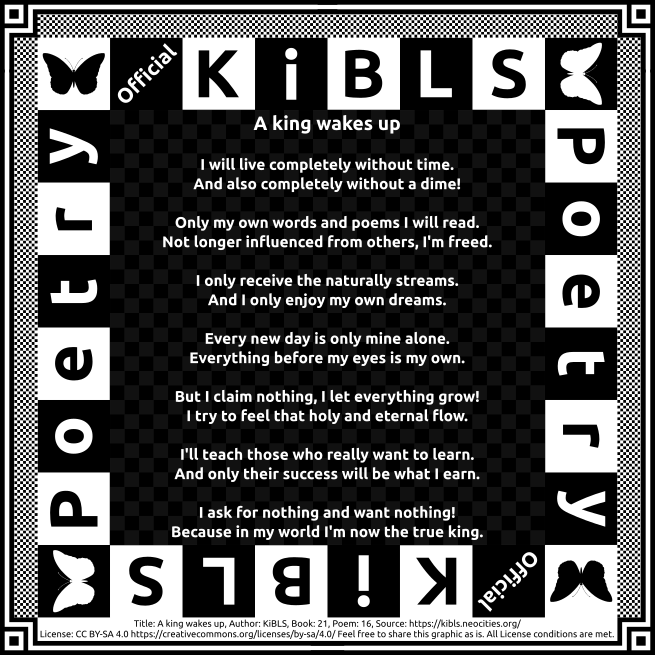 Official KiBLS
Poetry
Poetry
A king wakes up
I will live completely without time.
And also completely without a dime!
Only my own words and poems I will read.
Not longer influenced from others, I'm freed.
I only receive the naturally streams.
And I only enjoy my own dreams.
Every new day is only mine alone.
Everything before my eyes is my own.
But I claim nothing, I let everything grow!
I try to feel that holy and eternal flow.
I'll teach those who really want to learn.
And only their success will be what I earn.
I ask for nothing and want nothing!
Because in my world I'm now the true king.
Official KiBLS
Title: A king wakes up, Author: KiBLS, Book: 21, Poem: 16, Source: https://kibls.neocities.org/
License: CC BY-SA 4.0 https://creativecommons.org/licenses/by-sa/4.0/ Feel free to share this graphic as is. All License conditions are met.